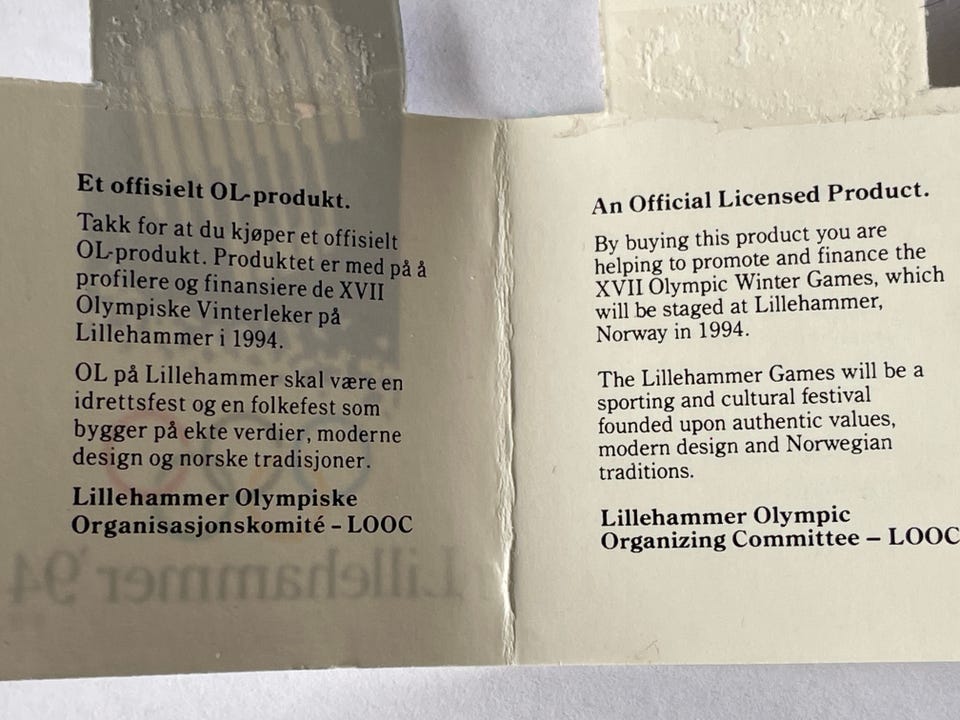 Et offisielt OL-produkt.
Takk for at du kjøper et offisielt
OL-produkt. Produktet er med på å
profilere og finansiere de XVII
Olympiske Vinterleker på
Lillehammer i 1994.
OL på Lillehammer skal være en
idrettsfest og en folkefest som
bygger på ekte verdier, moderne
design og norske tradisjoner.
Lillehammer Olympiske
Organisasjonskomité – LOOC
Lillehammer '94
An Official Licensed Product.
By buying this product you are
helping to promote and finance the
XVII Olympic Winter Games, which
will be staged at Lillehammer,
Norway in 1994.
The Lillehammer Games will be a
sporting and cultural festival
founded upon authentic values,
modern design and Norwegian
traditions.
Lillehammer Olympic
Organizing Committee – LOOC